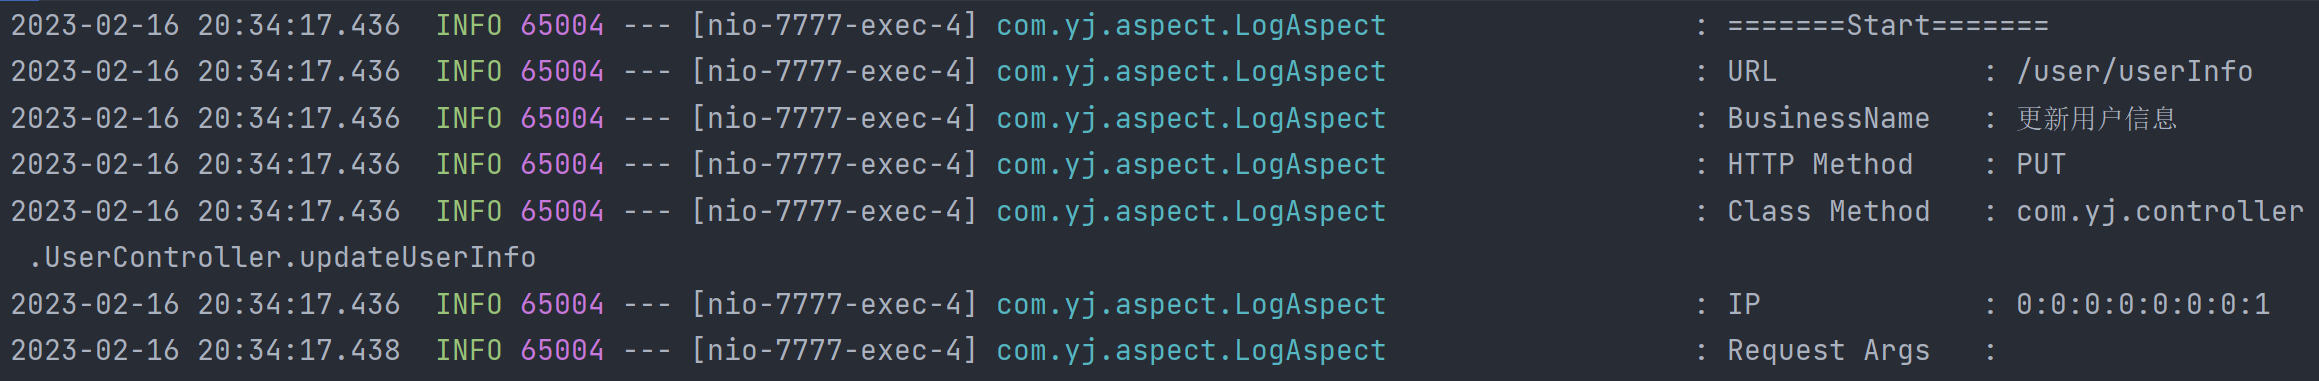 2023-02-16 20:34:17.436  INFO 65004 --- [nio-7777-exec-4] com.yj.aspect.LogAspect                  : =======Start=======
2023-02-16 20:34:17.436  INFO 65004 --- [nio-7777-exec-4] com.yj.aspect.LogAspect                  : URL            : /user/userInfo
2023-02-16 20:34:17.436  INFO 65004 --- [nio-7777-exec-4] com.yj.aspect.LogAspect                  : BusinessName   : 更新用户信息
2023-02-16 20:34:17.436  INFO 65004 --- [nio-7777-exec-4] com.yj.aspect.LogAspect                  : HTTP Method    : PUT
2023-02-16 20:34:17.436  INFO 65004 --- [nio-7777-exec-4] com.yj.aspect.LogAspect                  : Class Method   : com.yj.controller
.UserController.updateUserInfo
2023-02-16 20:34:17.436  INFO 65004 --- [nio-7777-exec-4] com.yj.aspect.LogAspect                  : IP             : 0:0:0:0:0:0:0:1
2023-02-16 20:34:17.438  INFO 65004 --- [nio-7777-exec-4] com.yj.aspect.LogAspect                  : Request Args   :